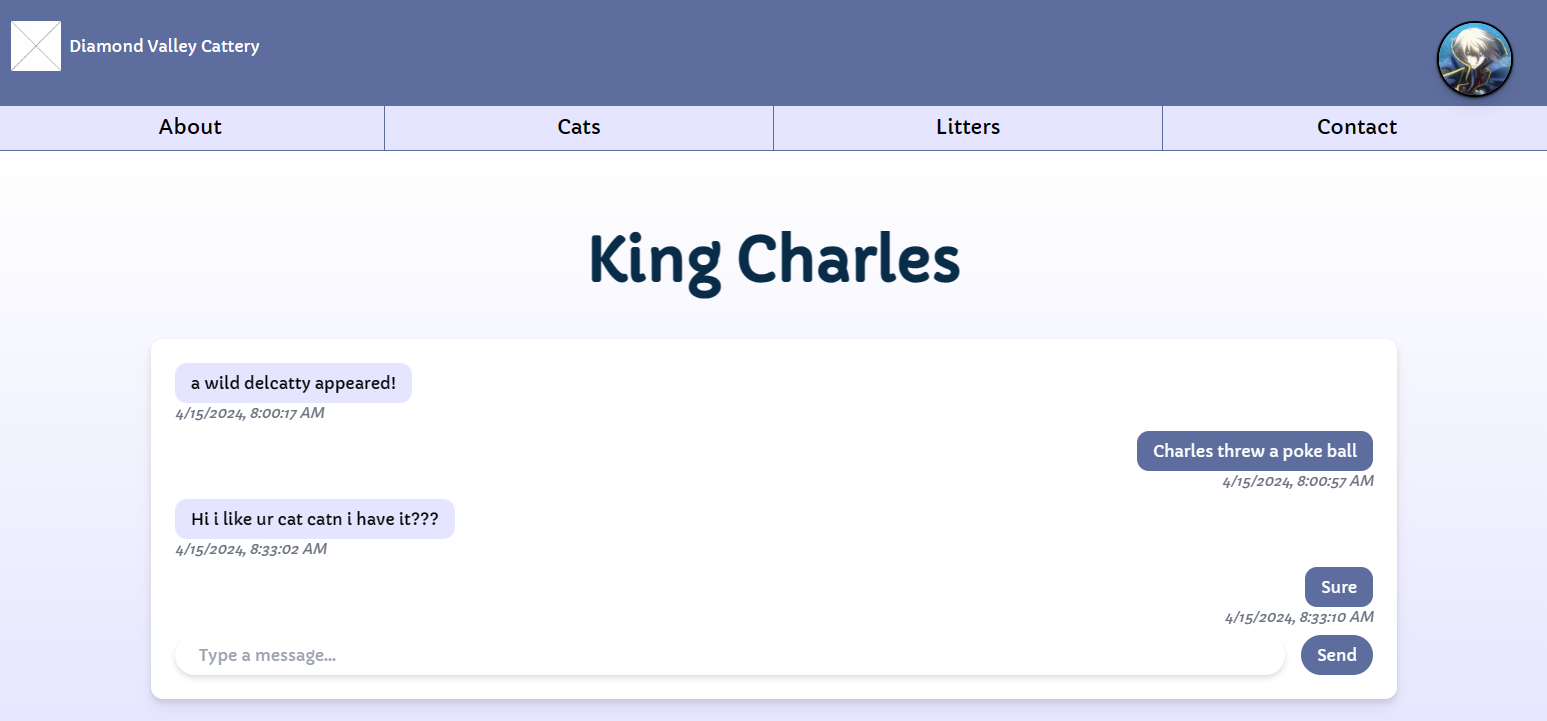 Diamond Valley Cattery
About
Cats
Litters
Contact
King Charles
a wild delcatty appeared!
4/15/2024, 8:00:17 AM
Charles threw a poke ball
4/15/2024, 8:00:57 AM
Hi i like ur cat catn i have it???
4/15/2024, 8:33:02 AM
Sure
4/15/2024, 8:33:10 AM
Type a message...
Send